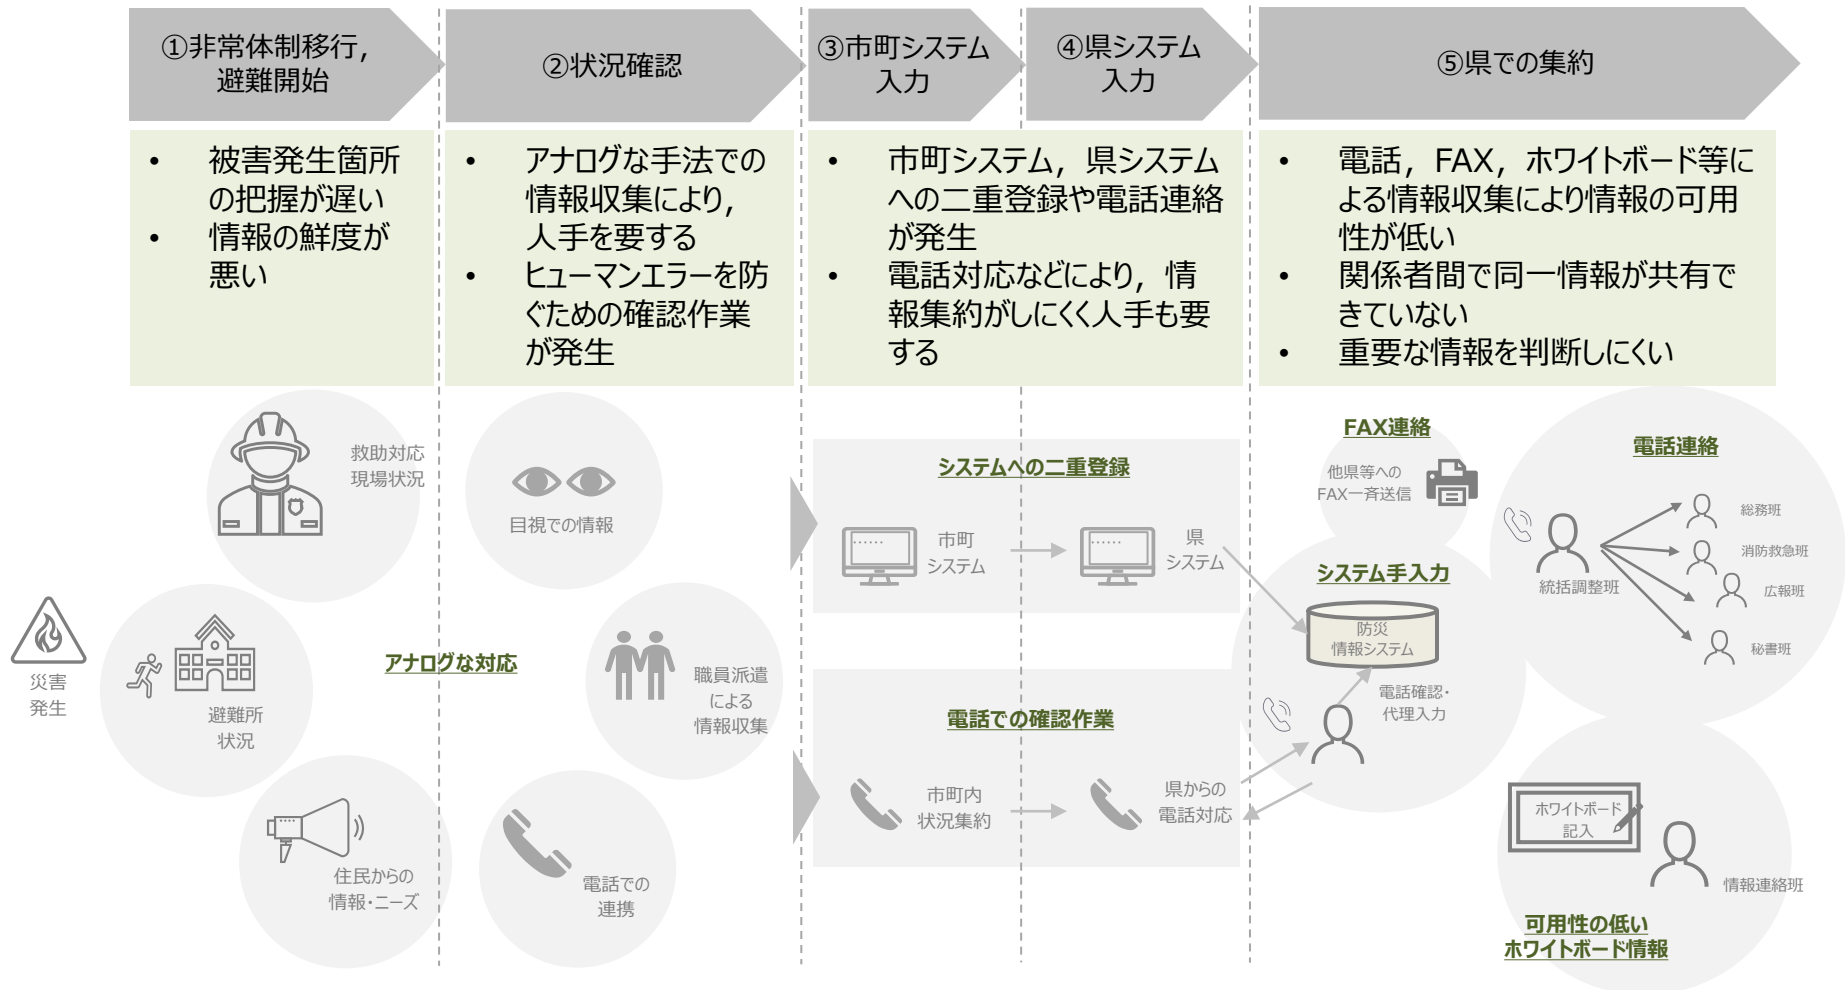 ①非常体制移行，
避難開始
②状況確認
③市町システム
入力
④県システム
入力
⑤県での集約
• 被害発生箇所
の把握が遅い
• 情報の鮮度が
悪い
• アナログな手法での
情報収集により，
人手を要する
• ヒューマンエラーを防
ぐための確認作業
が発生
• 市町システム，県システム
への二重登録や電話連絡
が発生
• 電話対応などにより，情
報集約がしにくく人手も要
する
• 電話，FAX，ホワイトボード等に
よる情報収集により情報の可用
性が低い
• 関係者間で同一情報が共有で
きていない
• 重要な情報を判断しにくい
災害
発生
救助対応
現場状況
避難所
状況
住民からの
情報・ニーズ
アナログな対応
目視での情報
職員派遣
による
情報収集
電話での
連携
システムへの二重登録
市町
システム
県
システム
電話での確認作業
市町内
状況集約
県からの
電話対応
FAX連絡
他県等への
FAX一斉送信
システム手入力
防災
情報システム
電話確認・
代理入力
電話連絡
統括調整班
総務班
消防救急班
広報班
秘書班
ホワイトボード
記入
情報連絡班
可用性の低い
ホワイトボード情報